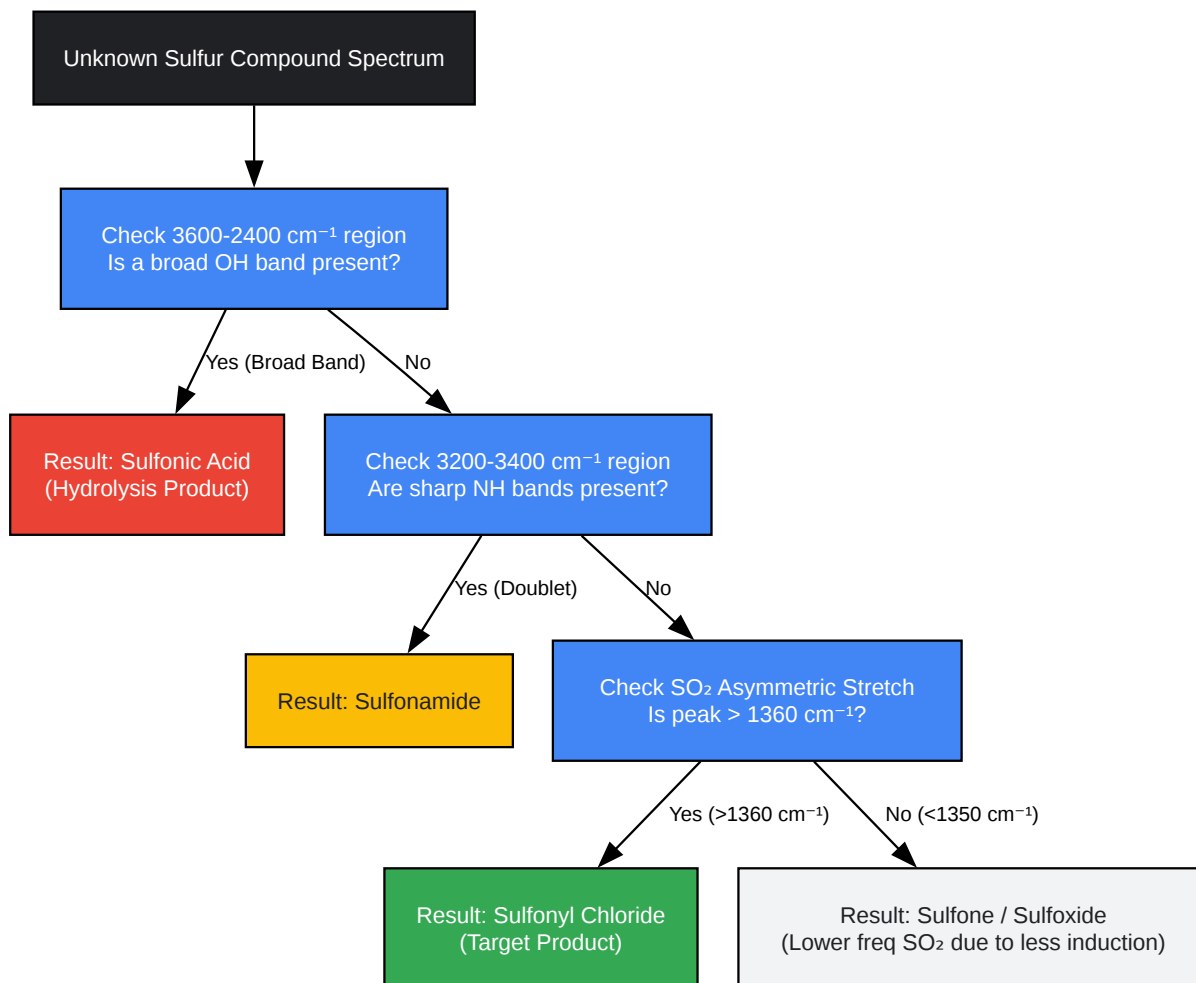 Unknown Sulfur Compound Spectrum
Check 3600-2400 cm⁻¹ region
Is a broad OH band present?
Yes (Broad Band)
No
Result: Sulfonic Acid
(Hydrolysis Product)
Check 3200-3400 cm⁻¹ region
Are sharp NH bands present?
Yes (Doublet)
No
Result: Sulfonamide
Check SO₂ Asymmetric Stretch
Is peak > 1360 cm⁻¹?
Yes (>1360 cm⁻¹)
No (<1350 cm⁻¹)
Result: Sulfonyl Chloride
(Target Product)
Result: Sulfone / Sulfoxide
(Lower freq SO₂ due to less induction)